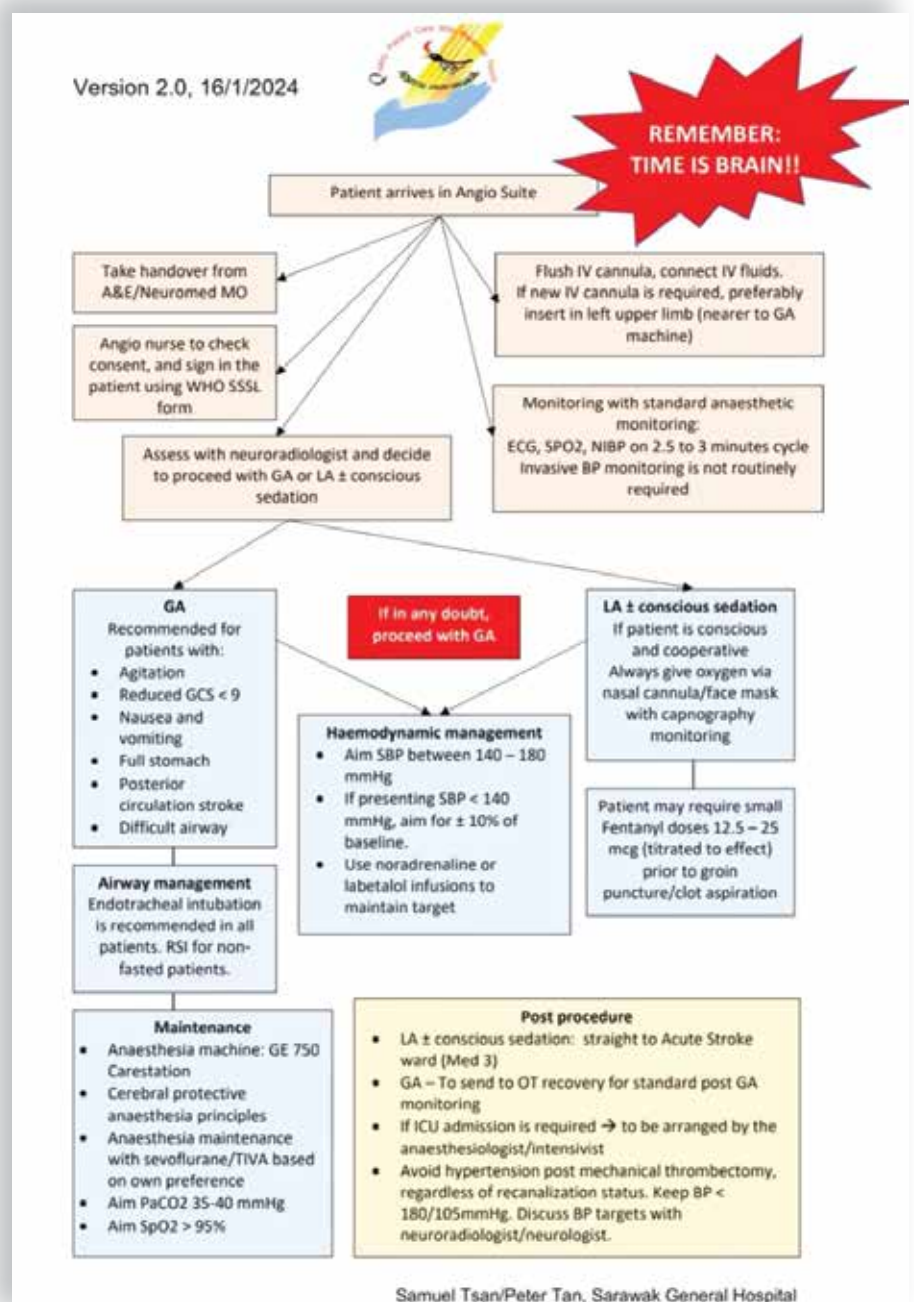 Version 2.0, 16/1/2024
REMEMBER:
TIME IS BRAIN!!
Patient arrives in Angio Suite
Take handover from
A&E/Neuromed MO
Flush IV cannula, connect IV fluids.
If new IV cannula is required, preferably
insert in left upper limb (nearer to GA
machine)
Angio nurse to check
consent, and sign in the
patient using WHO SSSL
form
Monitoring with standard anaesthetic
monitoring:
ECG, SPO2, NIBP on 2.5 to 3 minutes cycle
Invasive BP monitoring is not routinely
required
Assess with neuroradiologist and decide
to proceed with GA or LA ± conscious
sedation
GA
Recommended for
patients with:
• Agitation
• Reduced GCS < 9
• Nausea and
vomiting
• Full stomach
• Posterior
circulation stroke
• Difficult airway
If in any doubt,
proceed with GA
LA ± conscious sedation
If patient is conscious
and cooperative
Always give oxygen via
nasal cannula/face mask
with capnography
monitoring
Haemodynamic management
• Aim SBP between 140 – 180
mmHg
• If presenting SBP < 140
mmHg, aim for ± 10% of
baseline.
• Use noradrenaline or
labetalol infusions to
maintain target
Patient may require small
Fentanyl doses 12.5 – 25
mcg (titrated to effect)
prior to groin
puncture/clot aspiration
Airway management
Endotracheal intubation
is recommended in all
patients. RSI for non-
fasted patients.
Maintenance
• Anaesthesia machine: GE 750
Carestation
• Cerebral protective
anaesthesia principles
• Anaesthesia maintenance
with sevoflurane/TIVA based
on own preference
• Aim PaCO2 35-40 mmHg
• Aim SpO2 > 95%
Post procedure
• LA ± conscious sedation: straight to Acute Stroke
ward (Med 3)
• GA – To send to OT recovery for standard post GA
monitoring
• If ICU admission is required → to be arranged by the
anaesthesiologist/intensivist
• Avoid hypertension post mechanical thrombectomy,
regardless of recanalization status. Keep BP <
180/105mmHg. Discuss BP targets with
neuroradiologist/neurologist.
Samuel Tsan/Peter Tan, Sarawak General Hospital